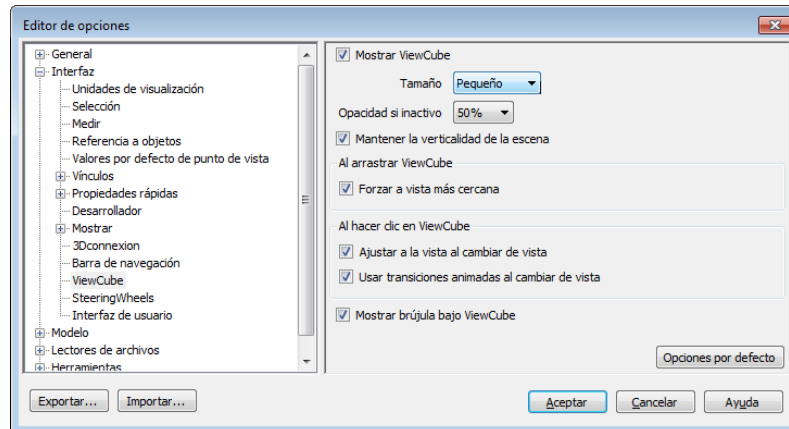 Editor de opciones
General
Interfaz
Unidades de visualización
Selección
Medir
Referencia a objetos
Valores por defecto de punto de vista
Vínculos
Propiedades rápidas
Desarrollador
Mostrar
3Dconnexion
Barra de navegación
ViewCube
SteeringWheels
Interfaz de usuario
Modelo
Lectores de archivos
Herramientas
Mostrar ViewCube
Tamaño Pequeño
Opacidad si inactivo 50%
Mantener la verticalidad de la escena
Al arrastrar ViewCube
Forzar a vista más cercana
Al hacer clic en ViewCube
Ajustar a la vista al cambiar de vista
Usar transiciones animadas al cambiar de vista
Mostrar brújula bajo ViewCube
Opciones por defecto
Exportar... Importar... Aceptar Cancelar Ayuda